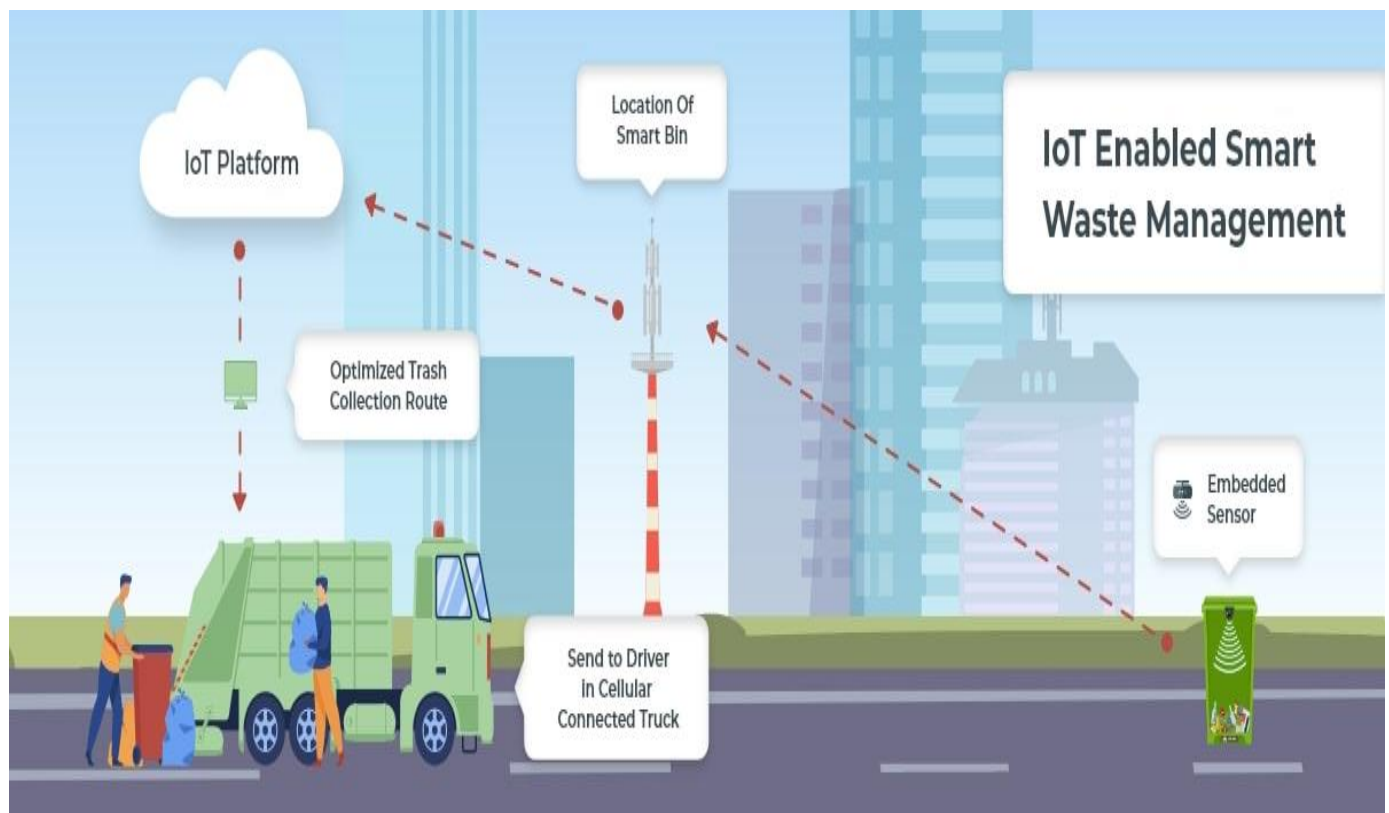 IoT Platform
Location Of
Smart Bin
IoT Enabled Smart
Waste Management
Optimized Trash
Collection Route
Embedded
Sensor
Send to Driver
in Cellular
Connected Truck